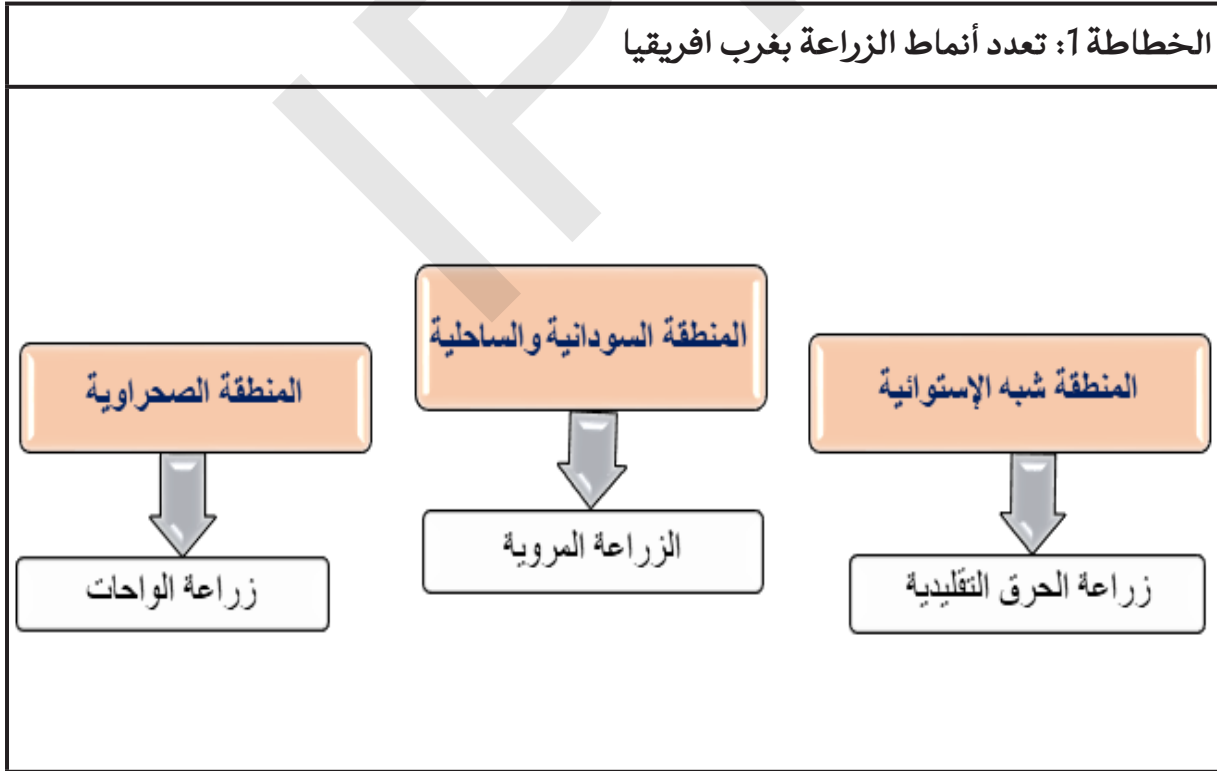 الخطاطة 1: تعدد أنماط الزراعة بغرب افريقيا
المنطقة شبه الإستوائية
المنطقة السودانية والساحلية
المنطقة الصحراوية
زراعة الحرق التقليدية
الزراعة المروية
زراعة الواحات